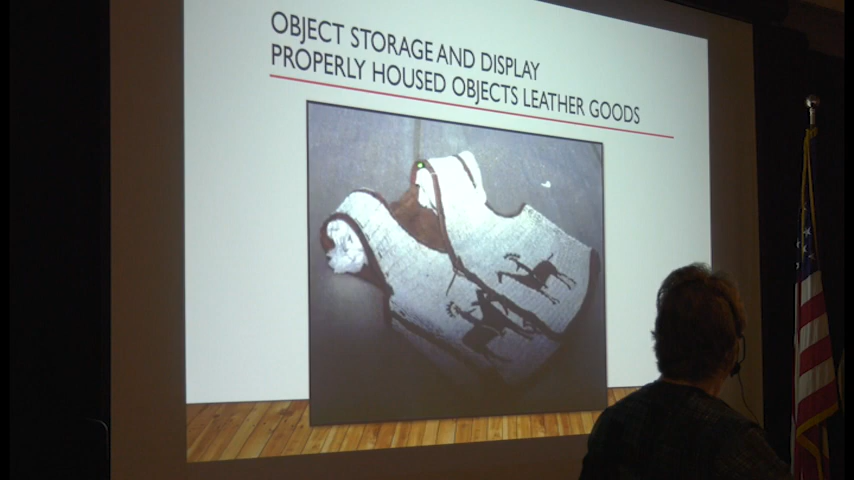 OBJECT STORAGE AND DISPLAY
PROPERLY HOUSED OBJECTS LEATHER GOODS